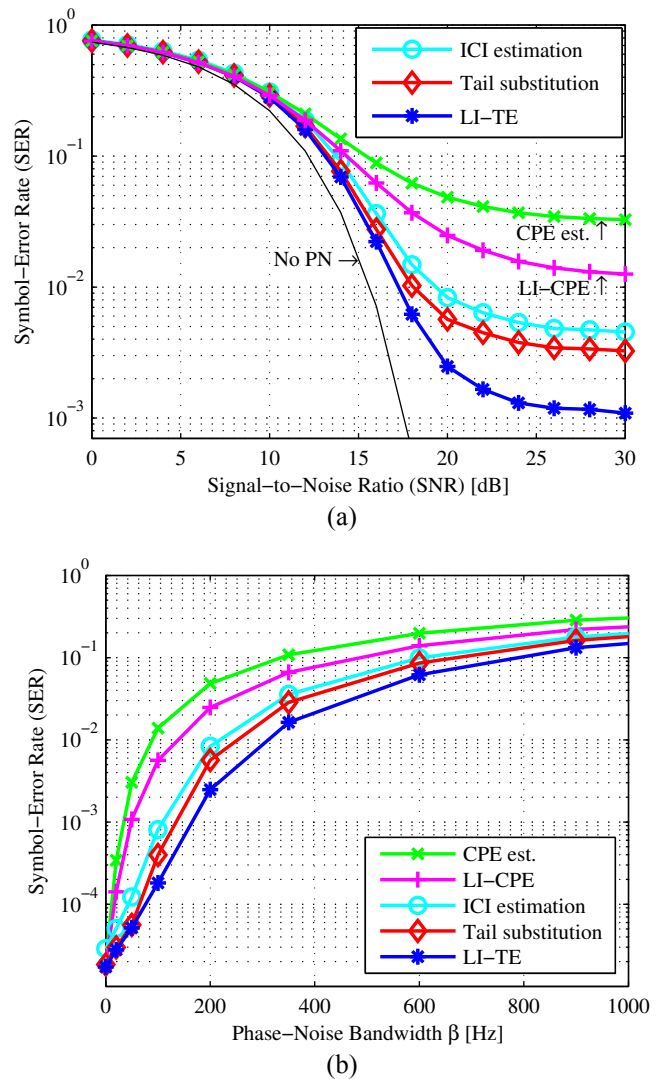 10^0
10^-1
10^-2
10^-3
Symbol-Error Rate (SER)
ICI estimation
Tail substitution
LI-TE
CPE est. ↑
No PN →
LI-CPE ↑
0 5 10 15 20 25 30
Signal-to-Noise Ratio (SNR) [dB]
(a)
10^0
10^-1
10^-2
10^-3
10^-4
Symbol-Error Rate (SER)
CPE est.
LI-CPE
ICI estimation
Tail substitution
LI-TE
0 200 400 600 800 1000
Phase-Noise Bandwidth β [Hz]
(b)